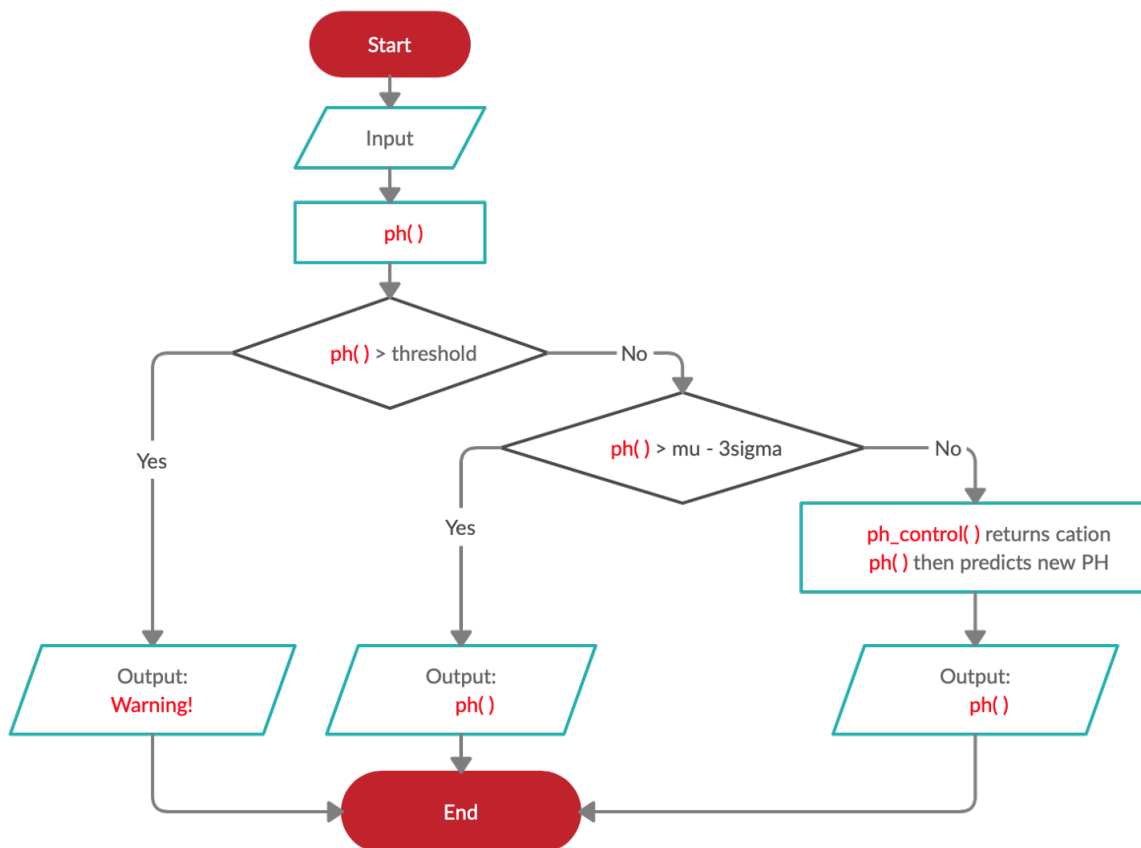 Start
Input
ph( )
ph( ) > threshold
No
ph( ) > mu - 3sigma
No
Yes
Yes
ph_control( ) returns cation
ph( ) then predicts new PH
Output:
Warning!
Output:
ph( )
Output:
ph( )
End